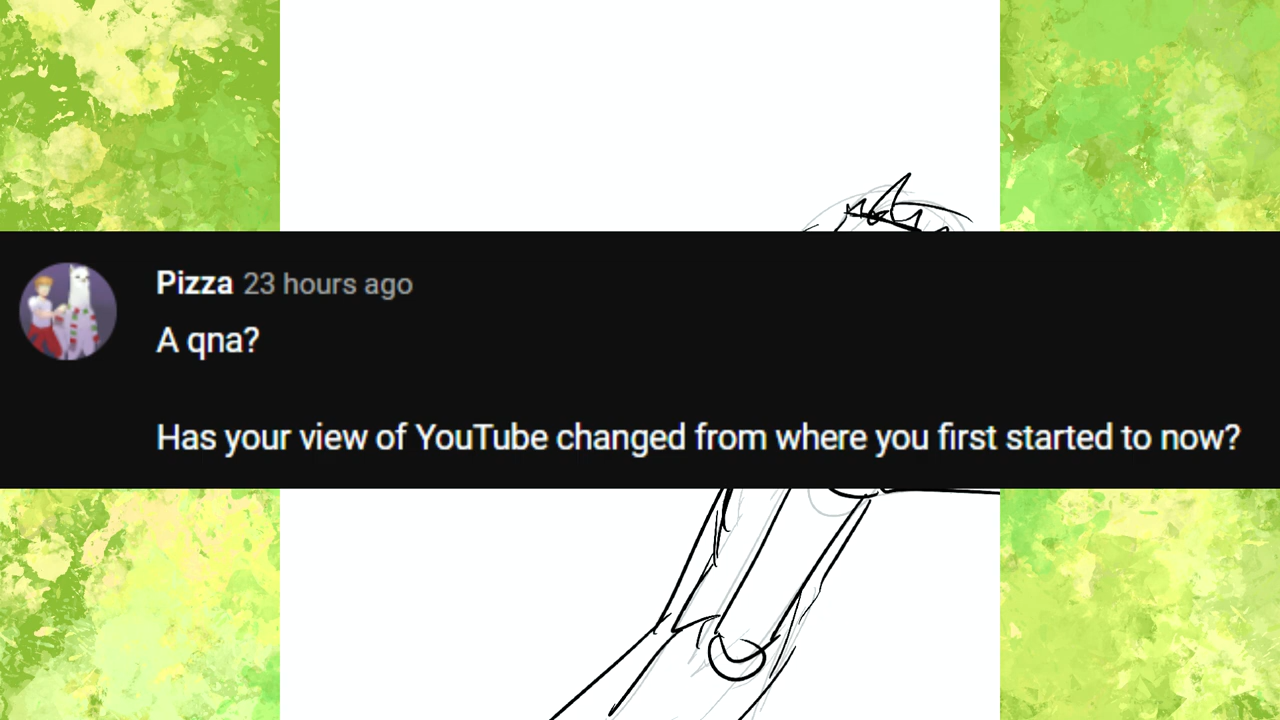 Pizza 23 hours ago
A qna?
Has your view of YouTube changed from where you first started to now?